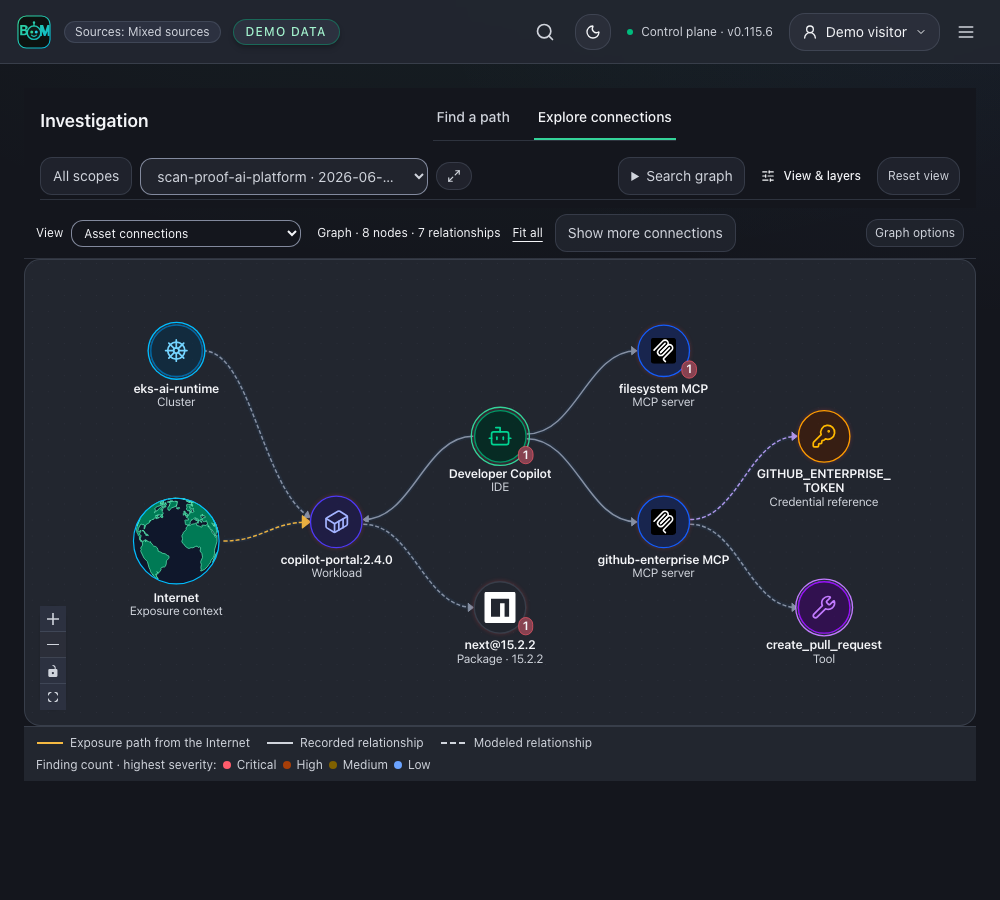 BOM
Sources: Mixed sources
DEMO DATA
Control plane · v0.115.6
Demo visitor
Investigation
Find a path
Explore connections
All scopes
scan-proof-ai-platform · 2026-06-...
Search graph
View & layers
Reset view
View
Asset connections
Graph · 8 nodes · 7 relationships
Fit all
Show more connections
Graph options
eks-ai-runtime
Cluster
1
filesystem MCP
MCP server
1
Developer Copilot
IDE
GITHUB_ENTERPRISE_
TOKEN
Credential reference
Internet
Exposure context
copilot-portal:2.4.0
Workload
github-enterprise MCP
MCP server
1
next@15.2.2
Package · 15.2.2
create_pull_request
Tool
Exposure path from the Internet
Recorded relationship
Modeled relationship
Finding count · highest severity:
Critical
High
Medium
Low